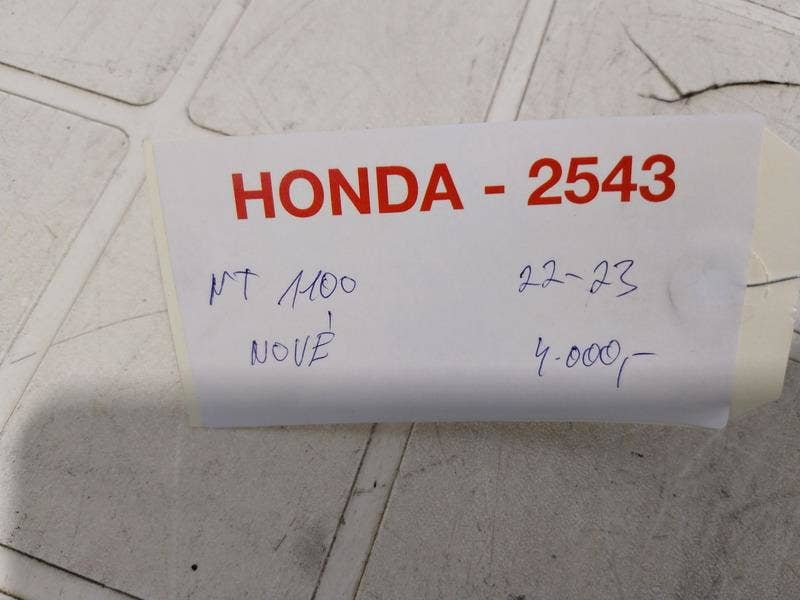 HONDA - 2543
NT 1100 22-23
NOVÉ 4.000,-